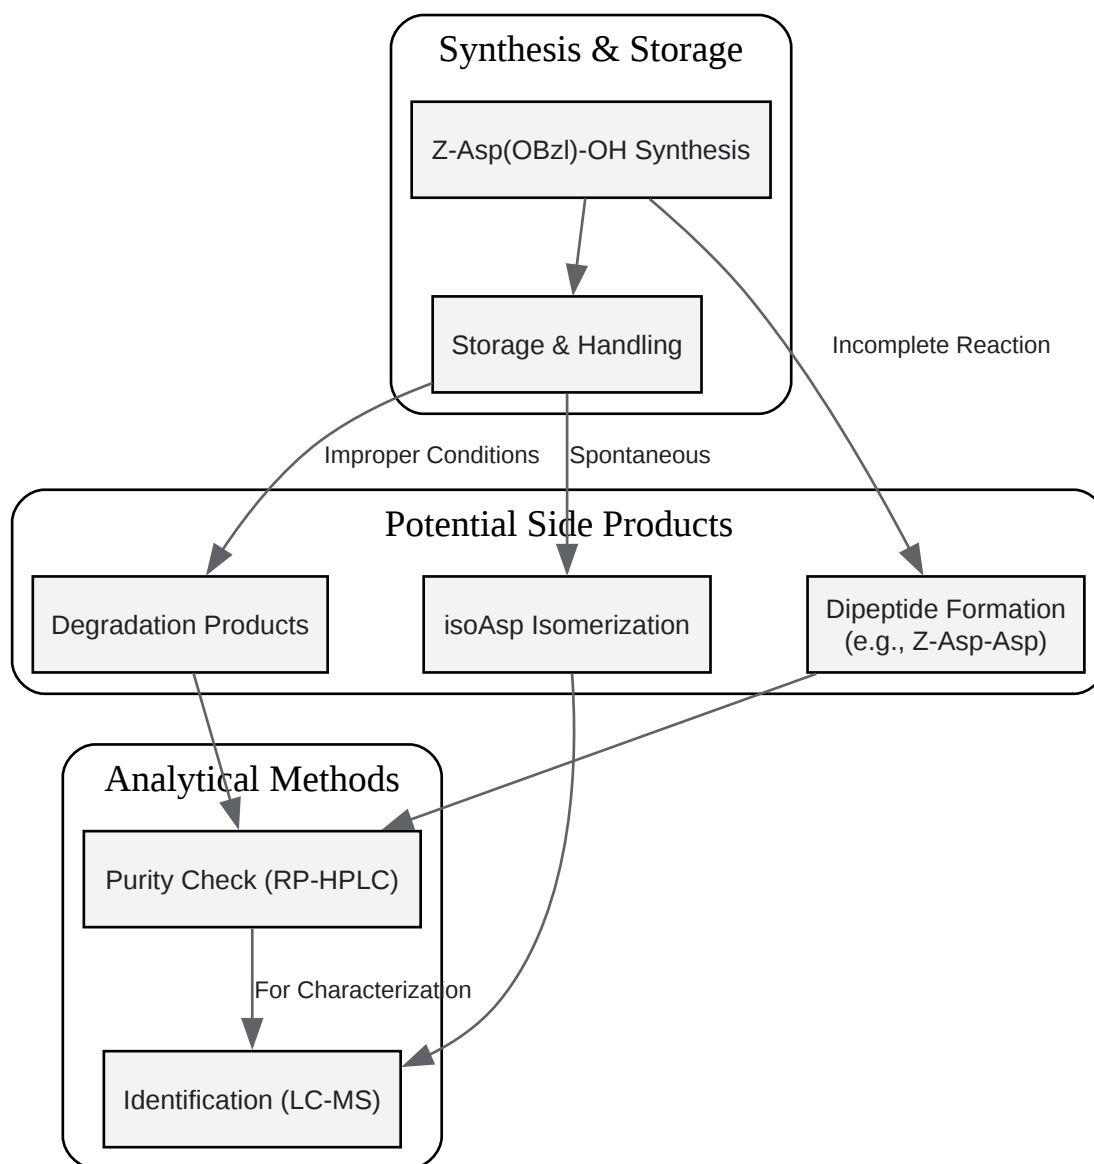 Synthesis & Storage
Z-Asp(OBzl)-OH Synthesis
Storage & Handling
Incomplete Reaction
Improper Conditions
Spontaneous
Potential Side Products
Degradation Products
isoAsp Isomerization
Dipeptide Formation
(e.g., Z-Asp-Asp)
Analytical Methods
Purity Check (RP-HPLC)
For Characterization
Identification (LC-MS)